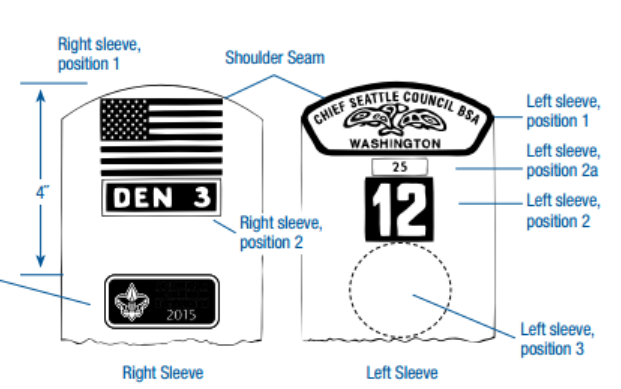 Right sleeve,
position 1
Shoulder Seam
4"
DEN 3
Right sleeve,
position 2
2015
Right Sleeve
CHIEF SEATTLE COUNCIL BSA
WASHINGTON
25
12
Left sleeve,
position 1
Left sleeve,
position 2a
Left sleeve,
position 2
Left sleeve,
position 3
Left Sleeve